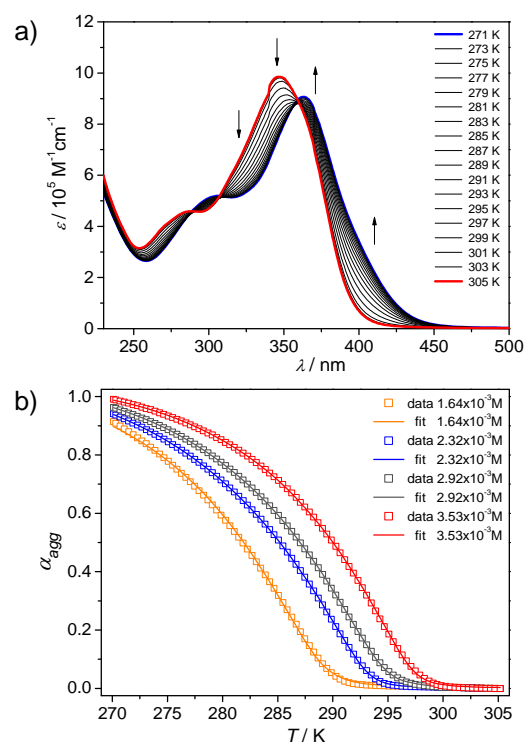 a)
12
10
8
6
4
2
0
ε / 10⁵ M⁻¹cm⁻¹
271 K
273 K
275 K
277 K
279 K
281 K
283 K
285 K
287 K
289 K
291 K
293 K
295 K
297 K
299 K
301 K
303 K
305 K
250 300 350 400 450 500
λ / nm
b)
1.0
0.8
0.6
0.4
0.2
0.0
α_agg
data 1.64x10⁻³M
fit 1.64x10⁻³M
data 2.32x10⁻³M
fit 2.32x10⁻³M
data 2.92x10⁻³M
fit 2.92x10⁻³M
data 3.53x10⁻³M
fit 3.53x10⁻³M
270 275 280 285 290 295 300 305
T / K